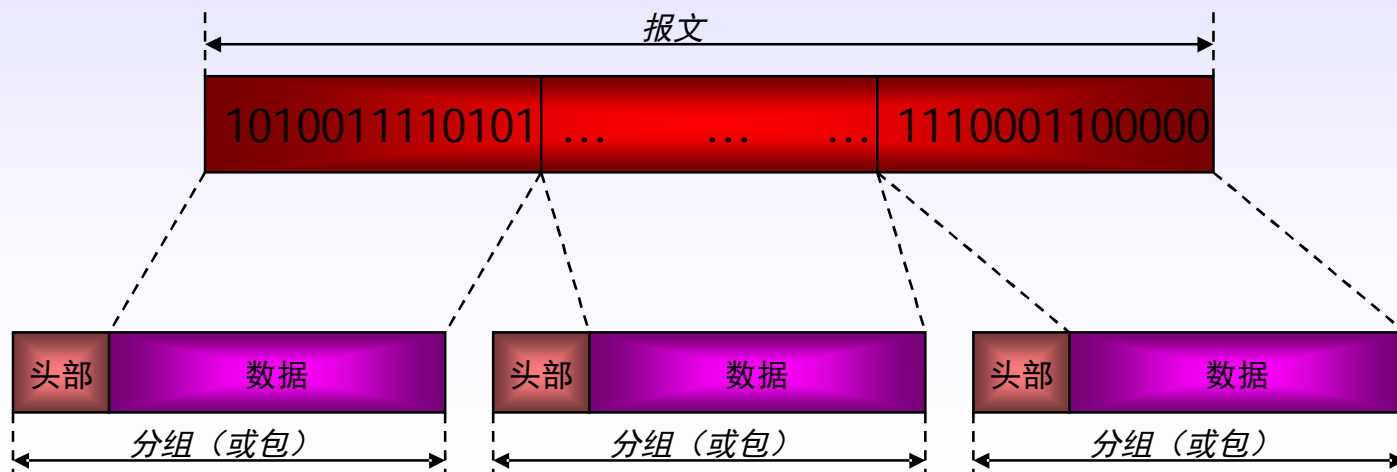 报文
1010011110101 ... ... ... 1110001100000
头部 数据 头部 数据 头部 数据
分组（或包） 分组（或包） 分组（或包）